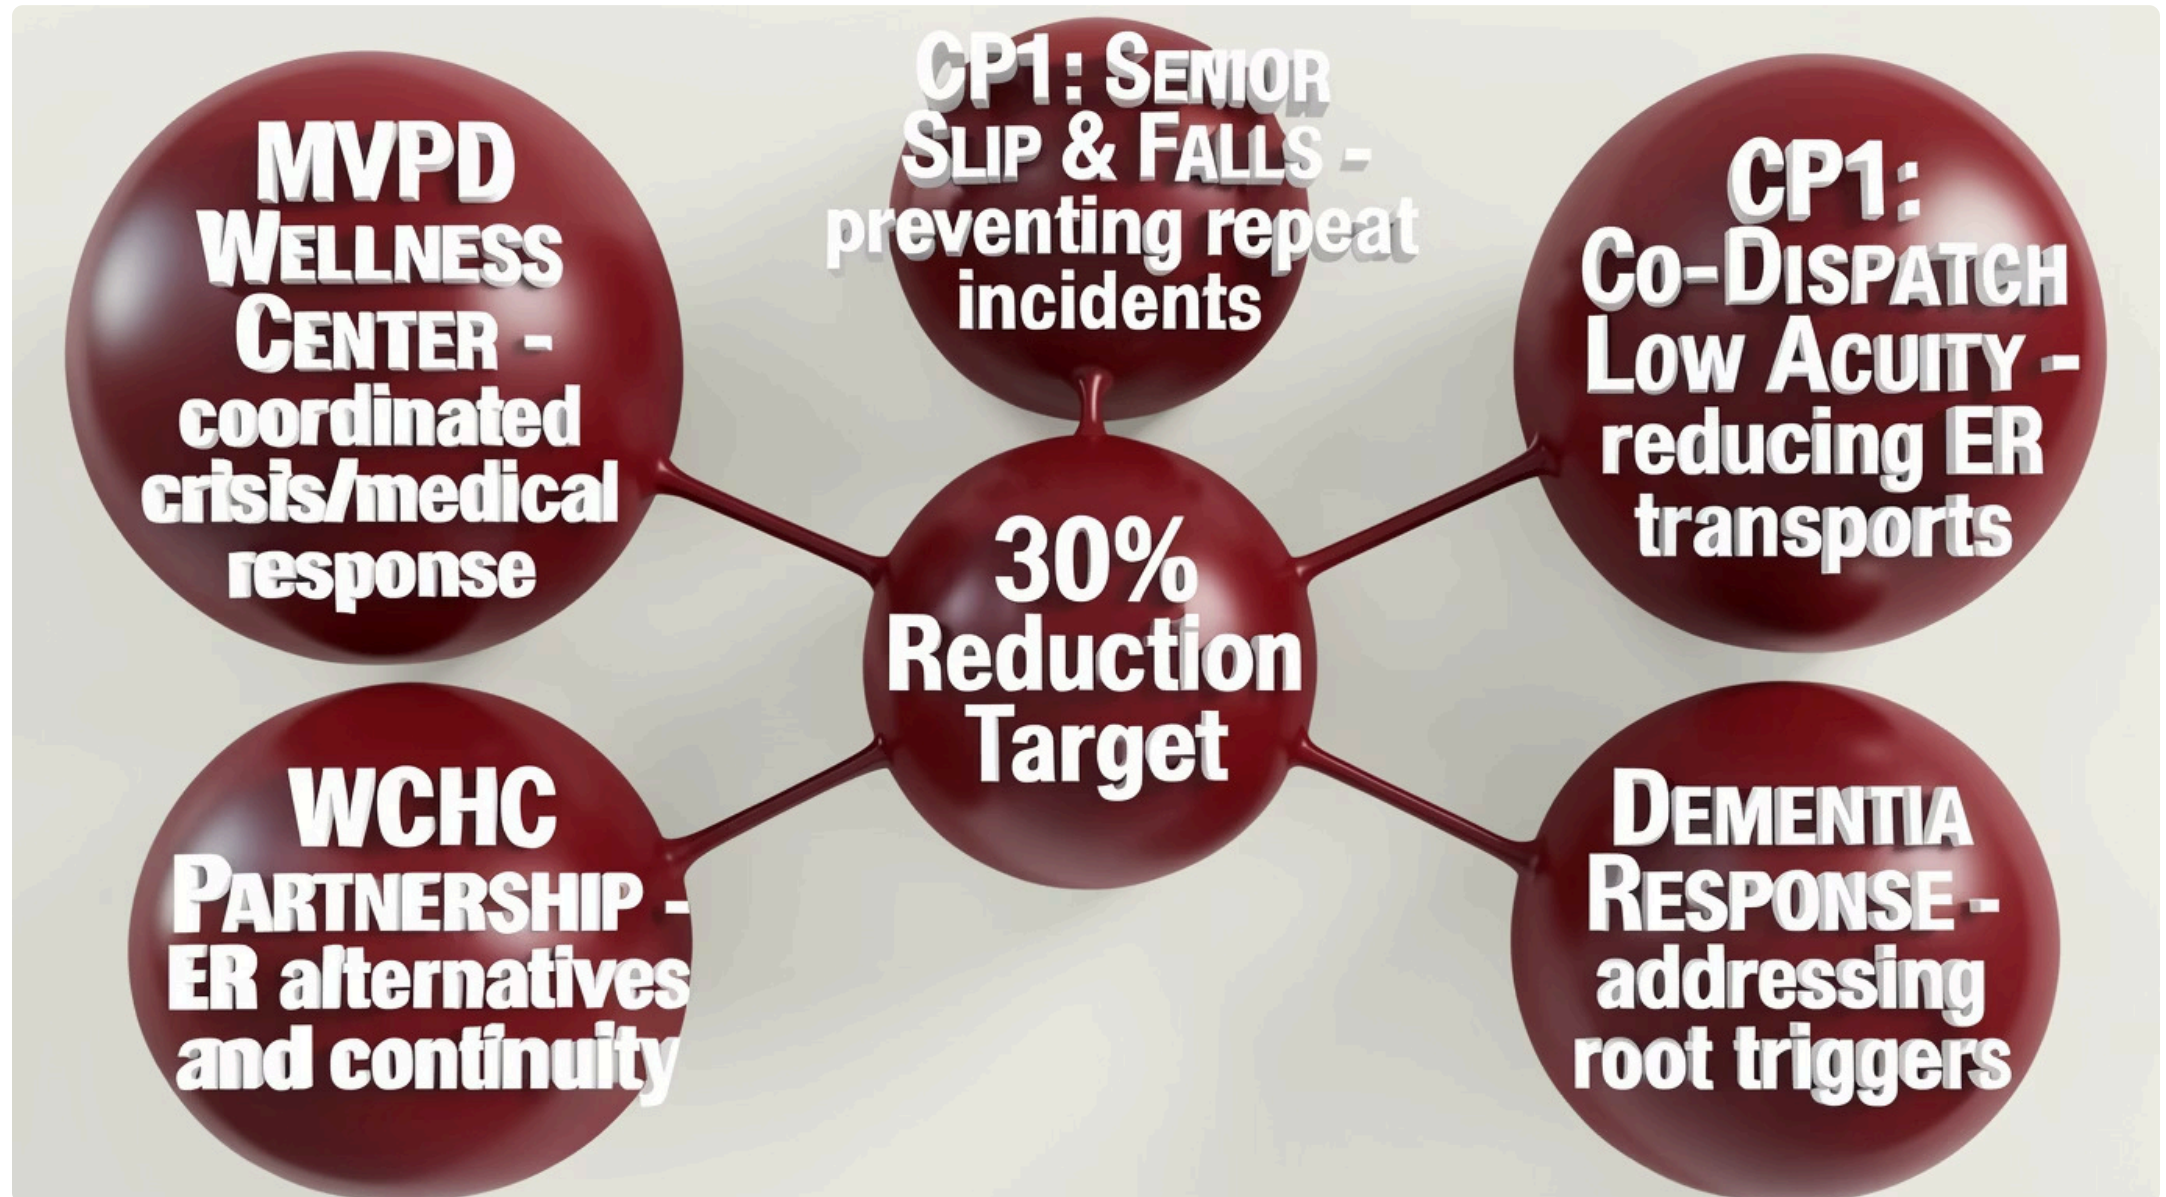 MVPD
WELLNESS
CENTER -
coordinated
crisis/medical
response
CP1: SENIOR
SLIP & FALLS -
preventing repeat
incidents
CP1:
CO-DISPATCH
LOW ACUITY -
reducing ER
transports
30%
Reduction
Target
WCHC
PARTNERSHIP -
ER alternatives
and continuity
DEMENTIA
RESPONSE -
addressing
root triggers